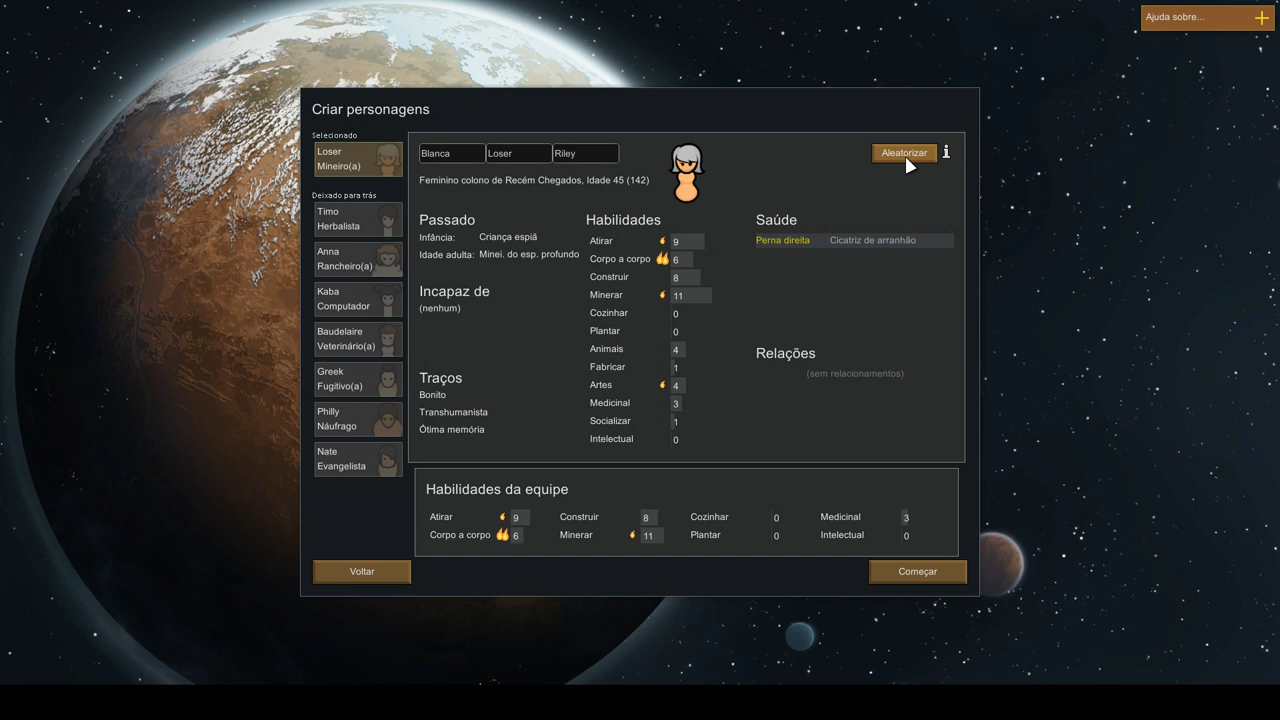 Ajuda sobre...
Criar personagens
Selecionado
Loser
Mineiro(a)
Deixado para trás
Timo
Herbalista
Anna
Rancheiro(a)
Kaba
Computador
Baudelaire
Veterinário(a)
Greek
Fugitivo(a)
Philly
Náufrago
Nate
Evangelista
Blanca Loser Riley
Aleatorizar
Feminino colono de Recém Chegados, Idade 45 (142)
Passado
Infância: Criança espiã
Idade adulta: Minei. do esp. profundo
Incapaz de
(nenhum)
Traços
Bonito
Transhumanista
Ótima memória
Habilidades
Atirar 9
Corpo a corpo 6
Construir 8
Minerar 11
Cozinhar 0
Plantar 0
Animais 4
Fabricar 1
Artes 4
Medicinal 3
Socializar 1
Intelectual 0
Saúde
Perna direita Cicatriz de arranhão
Relações
(sem relacionamentos)
Habilidades da equipe
Atirar 9 Construir 8 Cozinhar 0 Medicinal 3
Corpo a corpo 6 Minerar 11 Plantar 0 Intelectual 0
Voltar
Começar